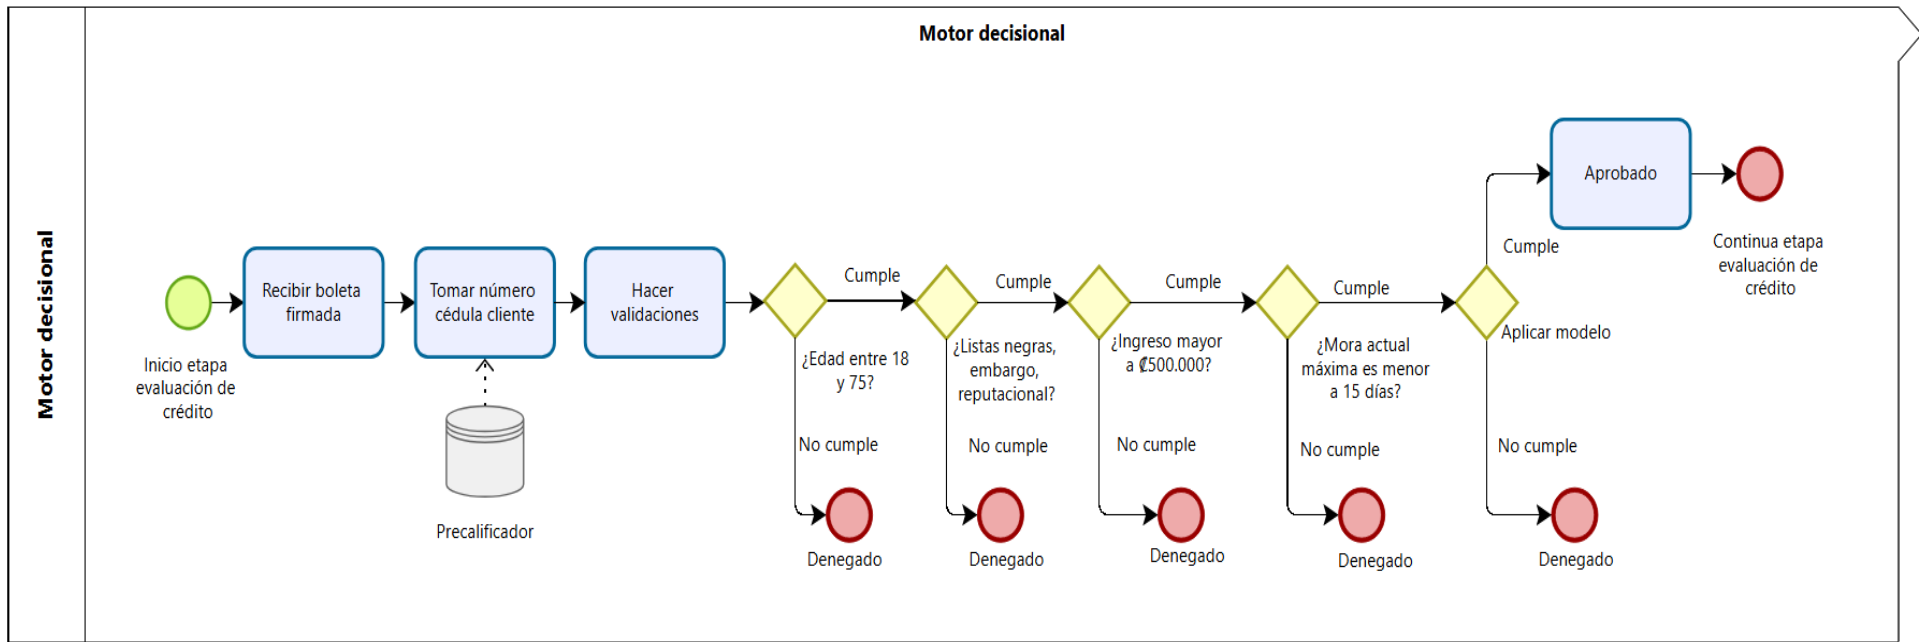 Motor decisional
Motor decisional
Inicio etapa
evaluación de
crédito
Recibir boleta
firmada
Tomar número
cédula cliente
Precalificador
Hacer
validaciones
¿Edad entre 18
y 75?
Cumple
No cumple
Denegado
¿Listas negras,
embargo,
reputacional?
Cumple
No cumple
Denegado
¿Ingreso mayor
a ₡500.000?
Cumple
No cumple
Denegado
¿Mora actual
máxima es menor
a 15 días?
Cumple
No cumple
Denegado
Aplicar modelo
Cumple
No cumple
Denegado
Aprobado
Continua etapa
evaluación de
crédito